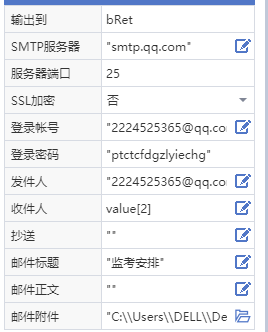 输出到 bRet
SMTP服务器 "smtp.qq.com"
服务器端口 25
SSL加密 否
登录帐号 "2224525365@qq.co
登录密码 "ptctcfdgzlyiechg"
发件人 "2224525365@qq.co
收件人 value[2]
抄送 ""
邮件标题 "监考安排"
邮件正文 ""
邮件附件 "C:\\Users\\DELL\\De